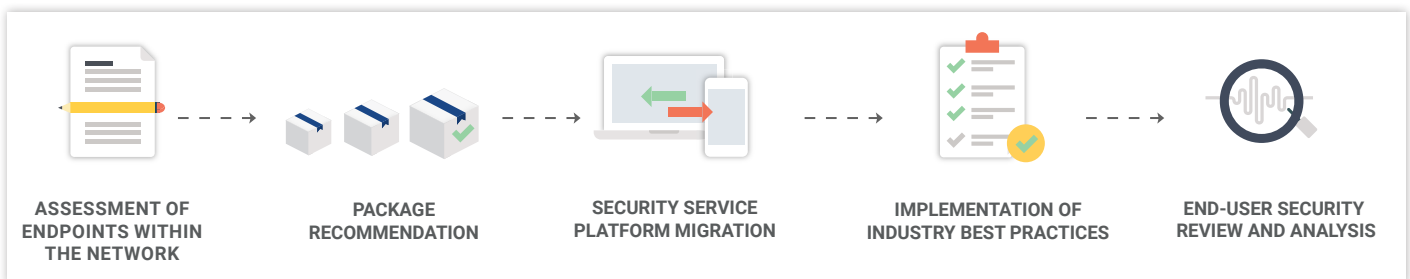 ASSESSMENT OF
ENDPOINTS WITHIN
THE NETWORK
PACKAGE
RECOMMENDATION
SECURITY SERVICE
PLATFORM MIGRATION
IMPLEMENTATION OF
INDUSTRY BEST PRACTICES
END-USER SECURITY
REVIEW AND ANALYSIS